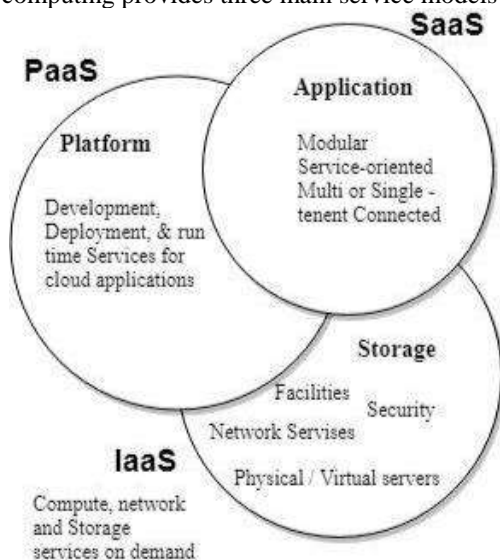 computing provides three main service models
SaaS
PaaS
Application
Modular
Service-oriented
Multi or Single -
tenent Connected
Platform
Development,
Deployment, & run
time Services for
cloud applications
Storage
Facilities
Security
Network Servises
Physical / Virtual servers
IaaS
Compute, network
and Storage
services on demand